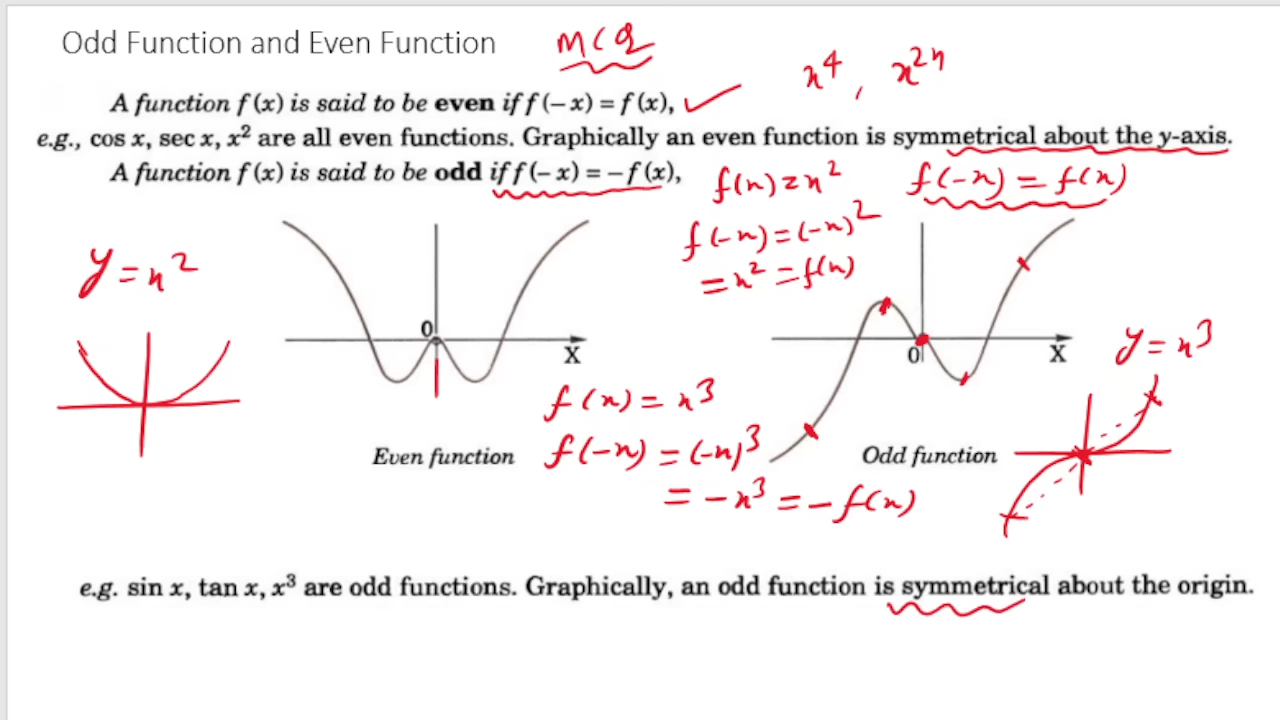 Odd Function and Even Function MCQ
x⁴, x²ⁿ
A function f (x) is said to be even if f (– x) = f (x),
e.g., cos x, sec x, x² are all even functions. Graphically an even function is symmetrical about the y-axis.
A function f (x) is said to be odd if f (– x) = – f (x),
f(x) = x² f(-x) = f(x)
f(-x) = (-x)²
= x² = f(x)
y = x²
0
X
0
X
y = x³
f(x) = x³
f(-x) = (-x)³
= -x³ = -f(x)
Even function
Odd function
e.g. sin x, tan x, x³ are odd functions. Graphically, an odd function is symmetrical about the origin.